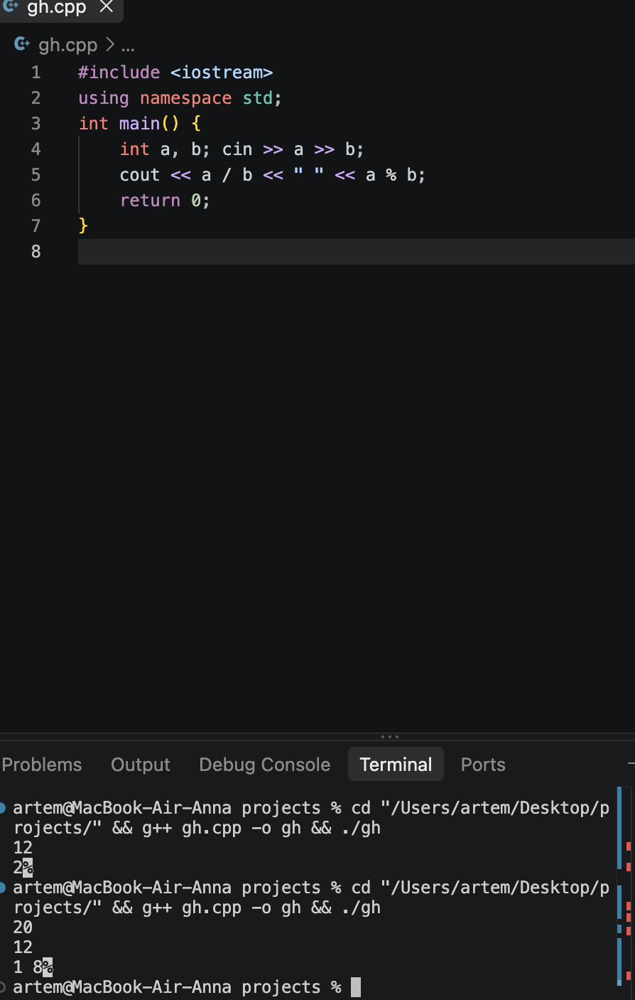 gh.cpp
gh.cpp > ...
1 #include <iostream>
2 using namespace std;
3 int main() {
4     int a, b; cin >> a >> b;
5     cout << a / b << " " << a % b;
6     return 0;
7 }
8
Problems Output Debug Console Terminal Ports
artem@MacBook-Air-Anna projects % cd "/Users/artem/Desktop/p
rojects/" && g++ gh.cpp -o gh && ./gh
12
2%
artem@MacBook-Air-Anna projects % cd "/Users/artem/Desktop/p
rojects/" && g++ gh.cpp -o gh && ./gh
20
12
1 8%
artem@MacBook-Air-Anna projects %